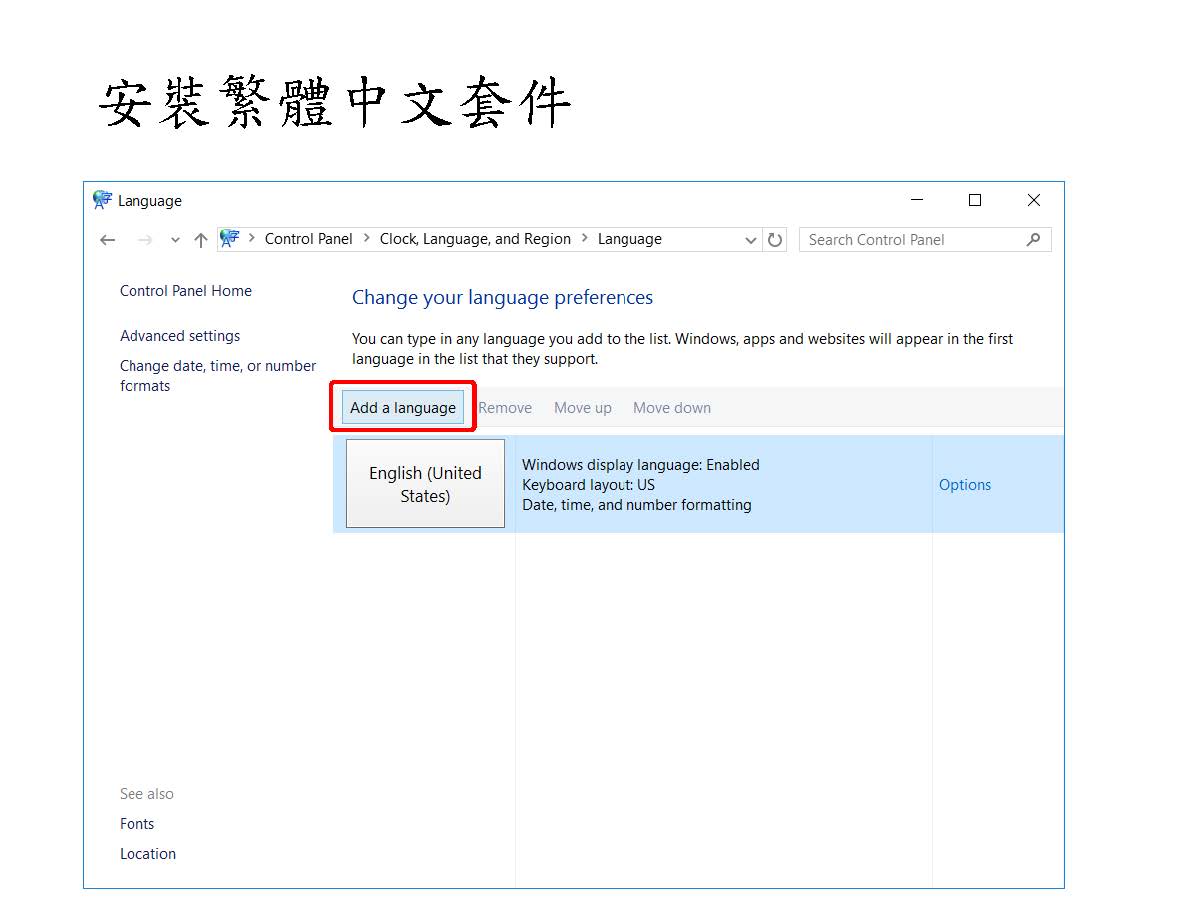 安裝繁體中文套件
Language
Control Panel > Clock, Language, and Region > Language
Search Control Panel
Control Panel Home
Advanced settings
Change date, time, or number
formats
Change your language preferences
You can type in any language you add to the list. Windows, apps and websites will appear in the first
language in the list that they support.
Add a language Remove Move up Move down
English (United
States)
Windows display language: Enabled
Keyboard layout: US
Date, time, and number formatting
Options
See also
Fonts
Location